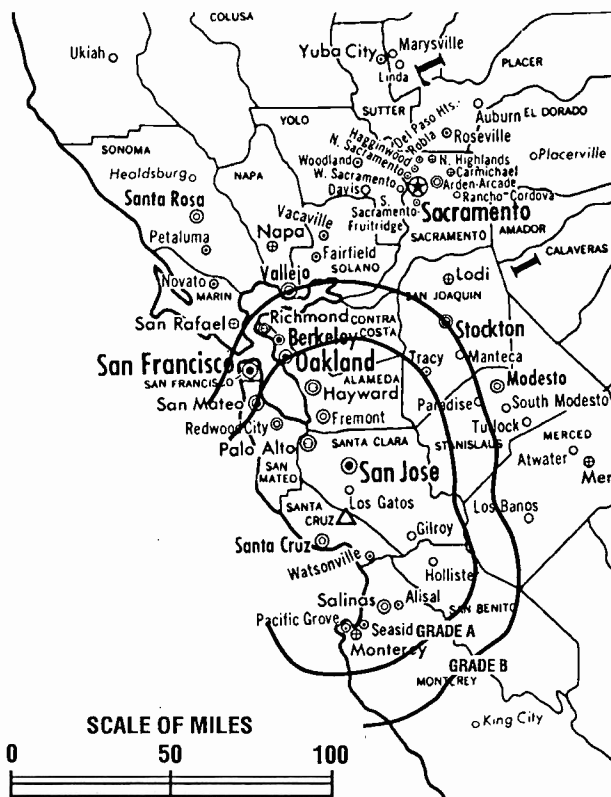 COLUSA
Ukiah
Yuba City
Marysville
Linda
PLACER
SUTTER
Auburn
EL DORADO
YOLO
Del Paso Hts.
Robla
Hagginwood
N. Sacramento
Roseville
SONOMA
Woodland
N. Highlands
Placerville
Healdsburg
NAPA
W. Sacramento
Carmichael
Davis
Arden-Arcade
Rancho-Cordova
Santa Rosa
S.
Sacramento
Fruitridge
Sacramento
Vacaville
Petaluma
Napa
SACRAMENTO
AMADOR
Fairfield
SOLANO
CALAVERAS
Vallejo
Lodi
Novato
MARIN
SAN JOAQUIN
San Rafael
Richmond
CONTRA
COSTA
Stockton
Berkeley
Oakland
Tracy
Manteca
San Francisco
SAN FRANCISCO
ALAMEDA
Hayward
Modesto
San Mateo
Paradise
South Modesto
Redwood City
Fremont
Turlock
Palo Alto
SANTA CLARA
STANISLAUS
MERCED
Atwater
Mer
SAN
MATEO
San Jose
Los Gatos
SANTA
CRUZ
Los Banos
Gilroy
Santa Cruz
Watsonville
Hollister
Salinas
Alisal
SAN BENITO
Pacific Grove
Seasid
GRADE A
Monterey
GRADE B
MONTEREY
King City
SCALE OF MILES
0 50 100